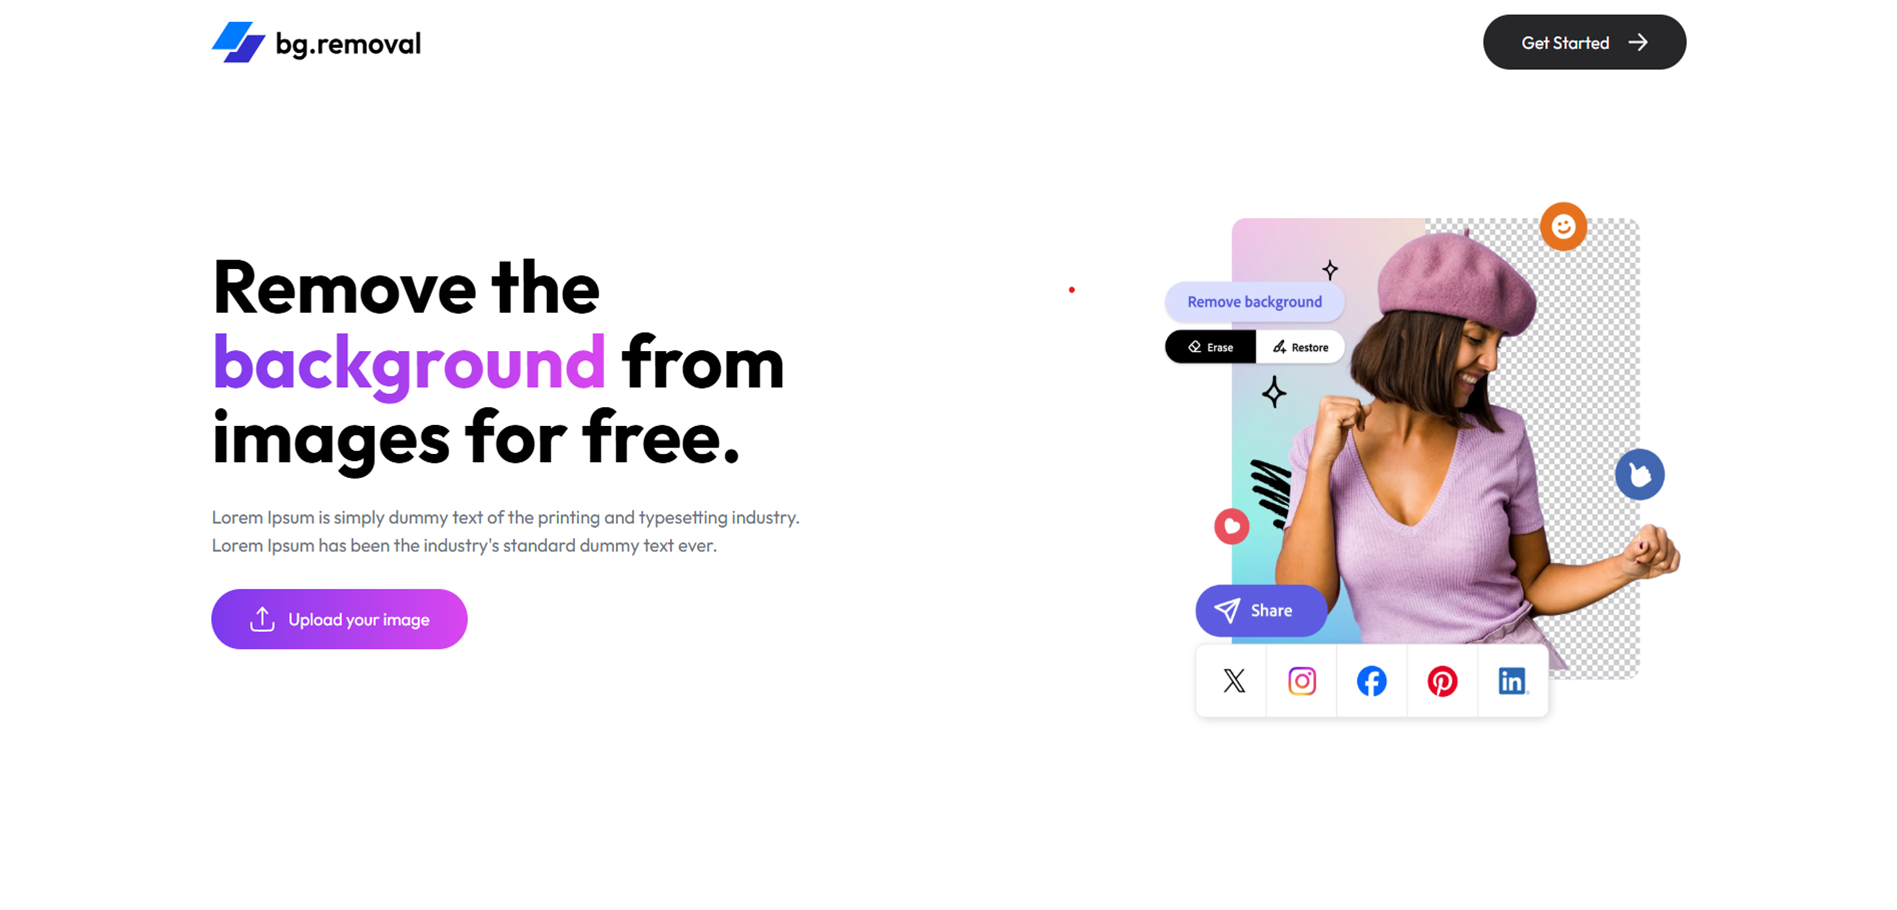 bg.removal
Get Started
Remove the
background from
images for free.
Lorem Ipsum is simply dummy text of the printing and typesetting industry.
Lorem Ipsum has been the industry's standard dummy text ever.
Upload your image
Remove background
Erase Restore
Share